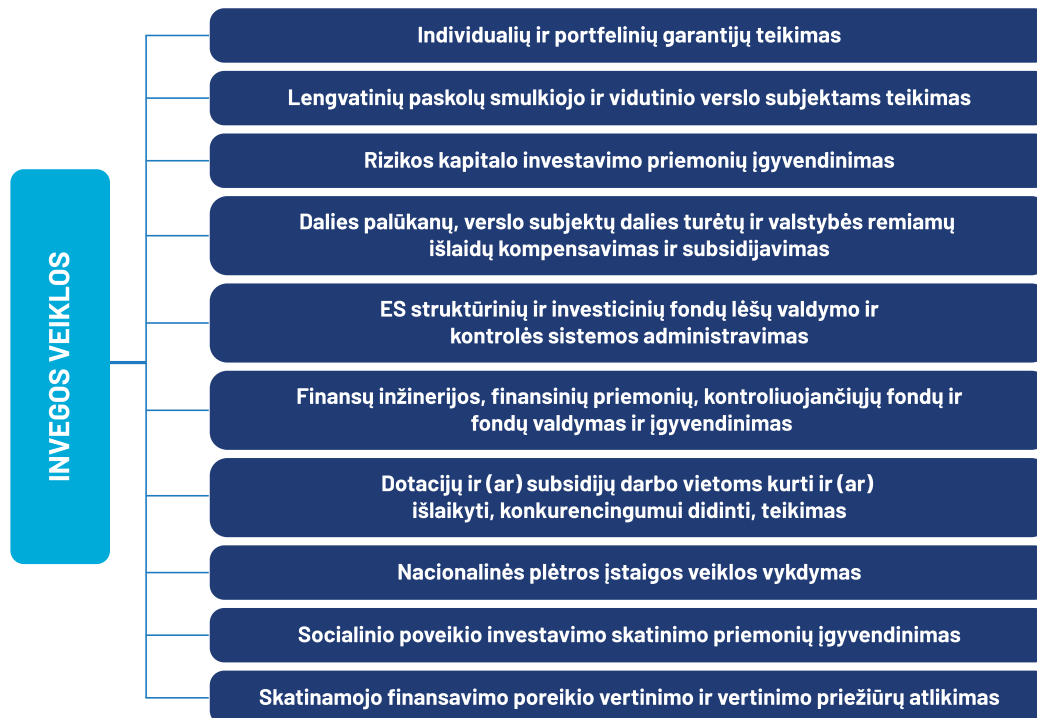 INVEGOS VEIKLOS
Individualių ir portfelinių garantijų teikimas
Lengvatinių paskolų smulkiojo ir vidutinio verslo subjektams teikimas
Rizikos kapitalo investavimo priemonių įgyvendinimas
Dalies palūkanų, verslo subjektų dalies turėtų ir valstybės remiamų
išlaidų kompensavimas ir subsidijavimas
ES struktūrinių ir investicinių fondų lėšų valdymo ir
kontrolės sistemos administravimas
Finansų inžinerijos, finansinių priemonių, kontroliuojančiųjų fondų ir
fondų valdymas ir įgyvendinimas
Dotacijų ir (ar) subsidijų darbo vietoms kurti ir (ar)
išlaikyti, konkurencingumui didinti, teikimas
Nacionalinės plėtros įstaigos veiklos vykdymas
Socialinio poveikio investavimo skatinimo priemonių įgyvendinimas
Skatinamojo finansavimo poreikio vertinimo ir vertinimo priežiūrų atlikimas